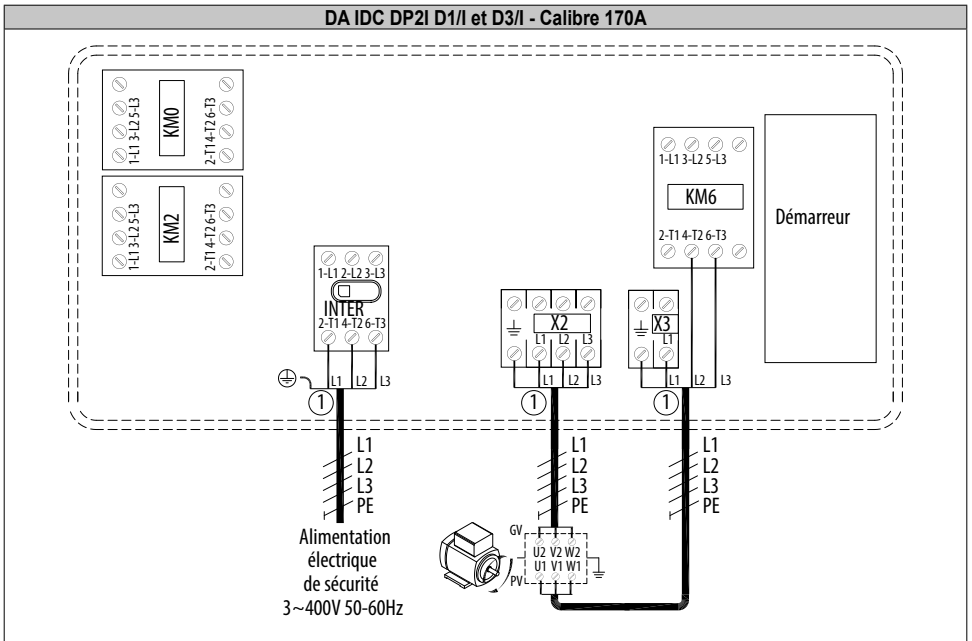 DA IDC DP2I D1/I et D3/I - Calibre 170A
1-L1 3-L2 5-L3
KM0
2-T1 4-T2 6-T3
1-L1 3-L2 5-L3
KM2
2-T1 4-T2 6-T3
1-L1 2-L2 3-L3
INTER
2-T1 4-T2 6-T3
L1 L2 L3
1
X2
L1 L2 L3
L1 L2 L3
1
X3
L1
L1 L2 L3
1
1-L1 3-L2 5-L3
KM6
2-T1 4-T2 6-T3
Démarreur
L1
L2
L3
PE
L1
L2
L3
PE
L1
L2
L3
PE
Alimentation
électrique
de sécurité
3~400V 50-60Hz
GV
U2 V2 W2
U1 V1 W1
PV